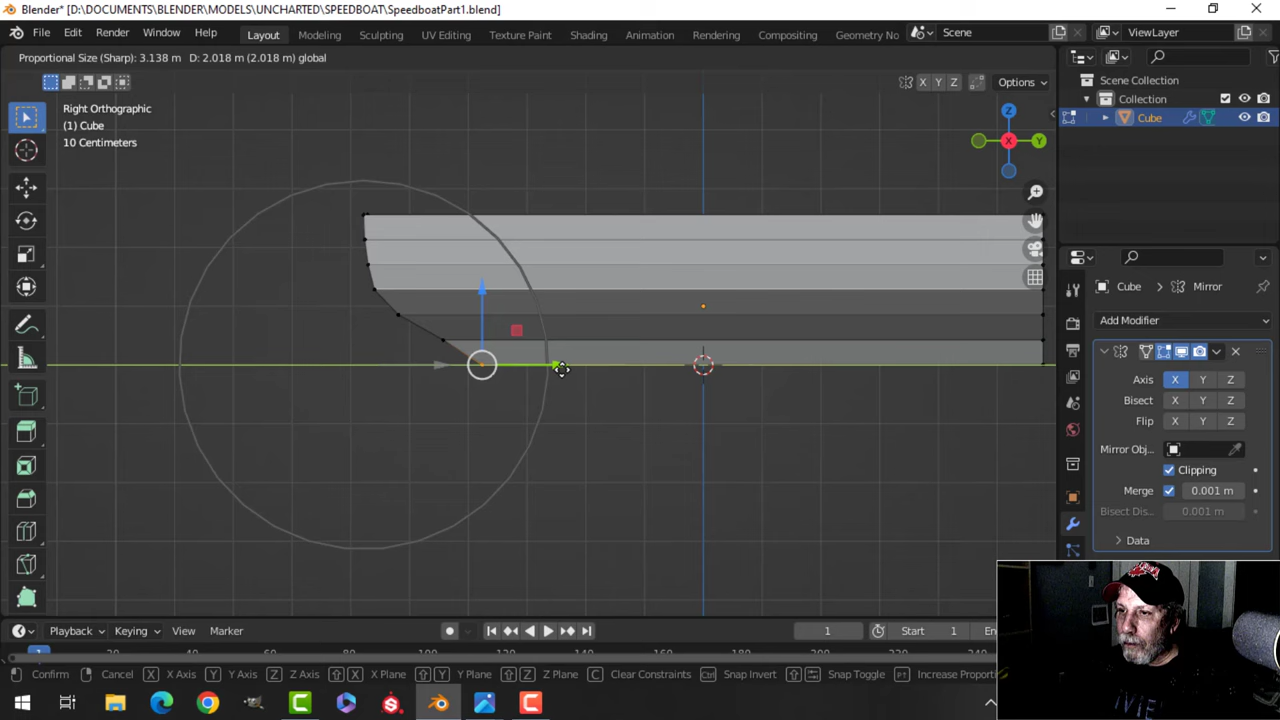 Blender* [D:\DOCUMENTS\BLENDER\MODELS\UNCHARTED\SPEEDBOAT\SpeedboatPart1.blend]
File Edit Render Window Help Layout Modeling Sculpting UV Editing Texture Paint Shading Animation Rendering Compositing Geometry No Scene ViewLayer
Proportional Size (Sharp): 3.138 m D: 2.018 m (2.018 m) global
X Y Z Options
Scene Collection
Collection
Cube
Right Orthographic
(1) Cube
10 Centimeters
Z
Y
X
Cube Mirror
Add Modifier
Axis X Y Z
Bisect X Y Z
Flip X Y Z
Mirror Obj...
Clipping
Merge 0.001 m
Bisect Dis... 0.001 m
Data
Playback Keying View Marker 1 Start 1 En
Confirm Cancel X X Axis Y Y Axis Z Z Axis X X Plane Y Y Plane Z Z Plane C Clear Constraints Ctrl Snap Invert Snap Toggle Increase Proporti